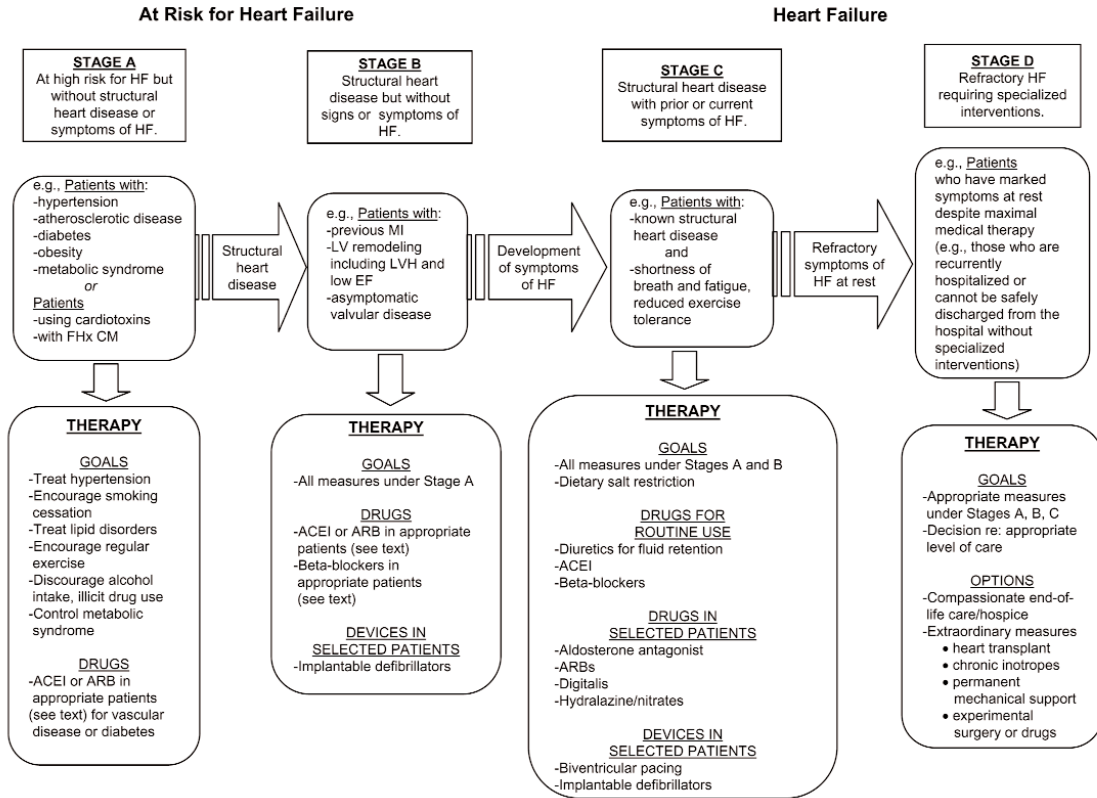 At Risk for Heart Failure
Heart Failure
STAGE A
At high risk for HF but
without structural
heart disease or
symptoms of HF.
STAGE B
Structural heart
disease but without
signs or symptoms of
HF.
STAGE C
Structural heart disease
with prior or current
symptoms of HF.
STAGE D
Refractory HF
requiring specialized
interventions.
e.g., Patients with:
-hypertension
-atherosclerotic disease
-diabetes
-obesity
-metabolic syndrome
or
Patients
-using cardiotoxins
-with FHx CM
Structural
heart
disease
e.g., Patients with:
-previous MI
-LV remodeling
including LVH and
low EF
-asymptomatic
valvular disease
Development
of symptoms
of HF
e.g., Patients with:
-known structural
heart disease
and
-shortness of
breath and fatigue,
reduced exercise
tolerance
Refractory
symptoms of
HF at rest
e.g., Patients
who have marked
symptoms at rest
despite maximal
medical therapy
(e.g., those who are
recurrently
hospitalized or
cannot be safely
discharged from the
hospital without
specialized
interventions)
THERAPY
GOALS
-Treat hypertension
-Encourage smoking
cessation
-Treat lipid disorders
-Encourage regular
exercise
-Discourage alcohol
intake, illicit drug use
-Control metabolic
syndrome
DRUGS
-ACEI or ARB in
appropriate patients
(see text) for vascular
disease or diabetes
THERAPY
GOALS
-All measures under Stage A
DRUGS
-ACEI or ARB in appropriate
patients (see text)
-Beta-blockers in
appropriate patients
(see text)
DEVICES IN
SELECTED PATIENTS
-Implantable defibrillators
THERAPY
GOALS
-All measures under Stages A and B
-Dietary salt restriction
DRUGS FOR
ROUTINE USE
-Diuretics for fluid retention
-ACEI
-Beta-blockers
DRUGS IN
SELECTED PATIENTS
-Aldosterone antagonist
-ARBs
-Digitalis
-Hydralazine/nitrates
DEVICES IN
SELECTED PATIENTS
-Biventricular pacing
-Implantable defibrillators
THERAPY
GOALS
-Appropriate measures
under Stages A, B, C
-Decision re: appropriate
level of care
OPTIONS
-Compassionate end-of-
life care/hospice
-Extraordinary measures
• heart transplant
• chronic inotropes
• permanent
mechanical support
• experimental
surgery or drugs